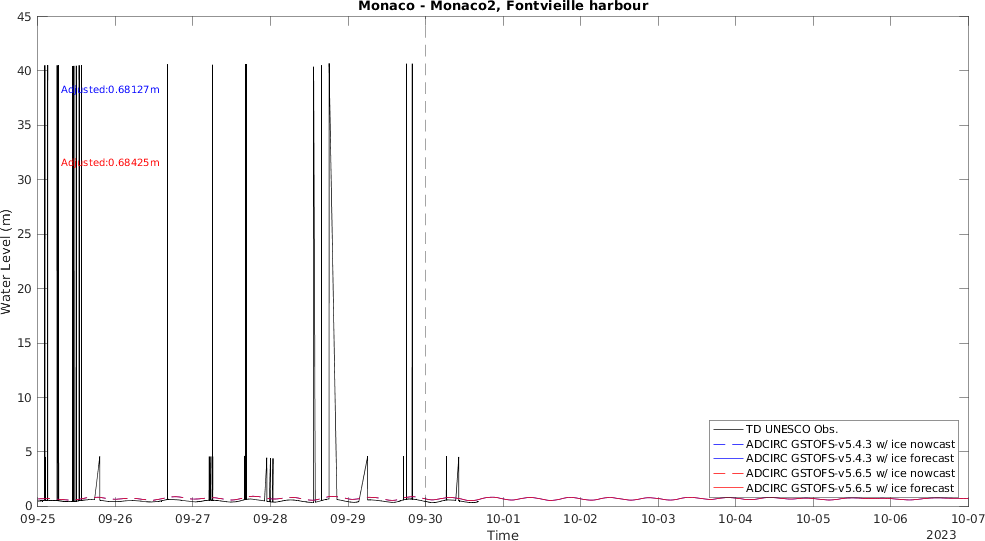 Monaco - Monaco2, Fontvieille harbour
45
40
35
30
25
20
15
10
5
0
Water Level (m)
Adjusted:0.68127m
Adjusted:0.68425m
TD UNESCO Obs.
ADCIRC GSTOFS-v5.4.3 w/ ice nowcast
ADCIRC GSTOFS-v5.4.3 w/ ice forecast
ADCIRC GSTOFS-v5.6.5 w/ ice nowcast
ADCIRC GSTOFS-v5.6.5 w/ ice forecast
09-25 09-26 09-27 09-28 09-29 09-30 10-01 10-02 10-03 10-04 10-05 10-06 10-07
Time
2023